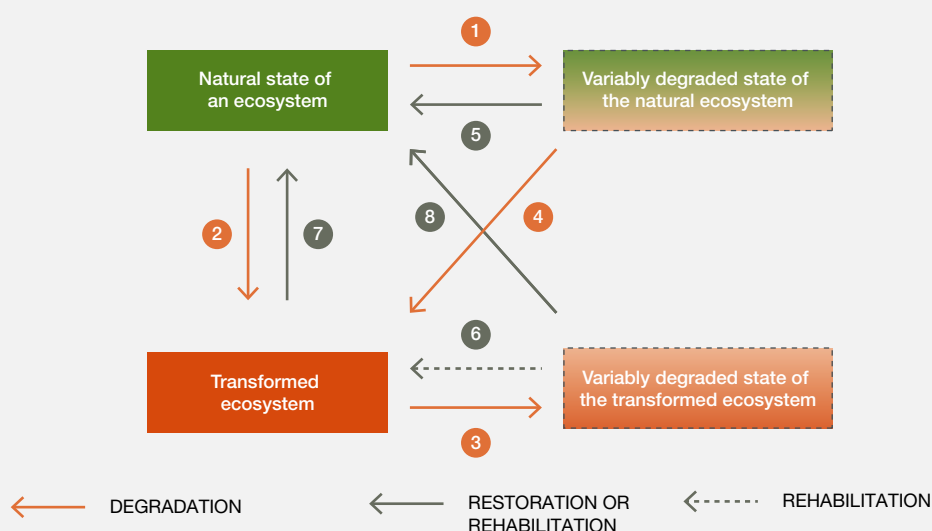 1
Natural state of
an ecosystem
Variably degraded state of
the natural ecosystem
5
2
7
8
4
6
Transformed
ecosystem
Variably degraded state of
the transformed ecosystem
3
DEGRADATION
RESTORATION OR
REHABILITATION
REHABILITATION